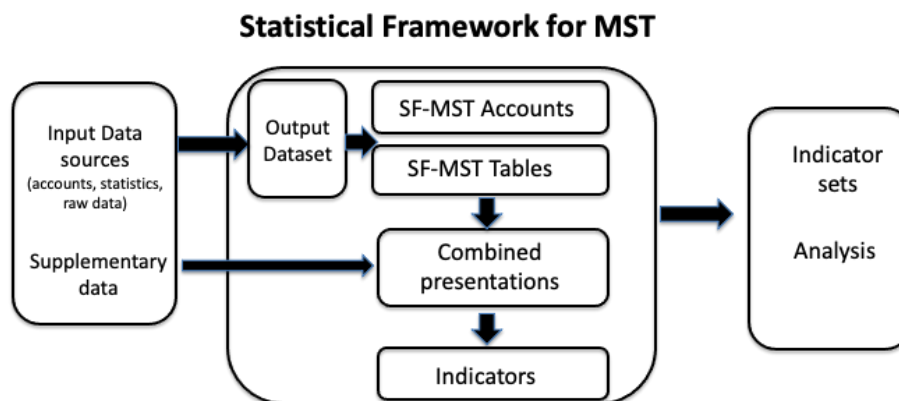 Statistical Framework for MST
Input Data
sources
(accounts, statistics,
raw data)
Supplementary
data
Output
Dataset
SF-MST Accounts
SF-MST Tables
Combined
presentations
Indicators
Indicator
sets
Analysis